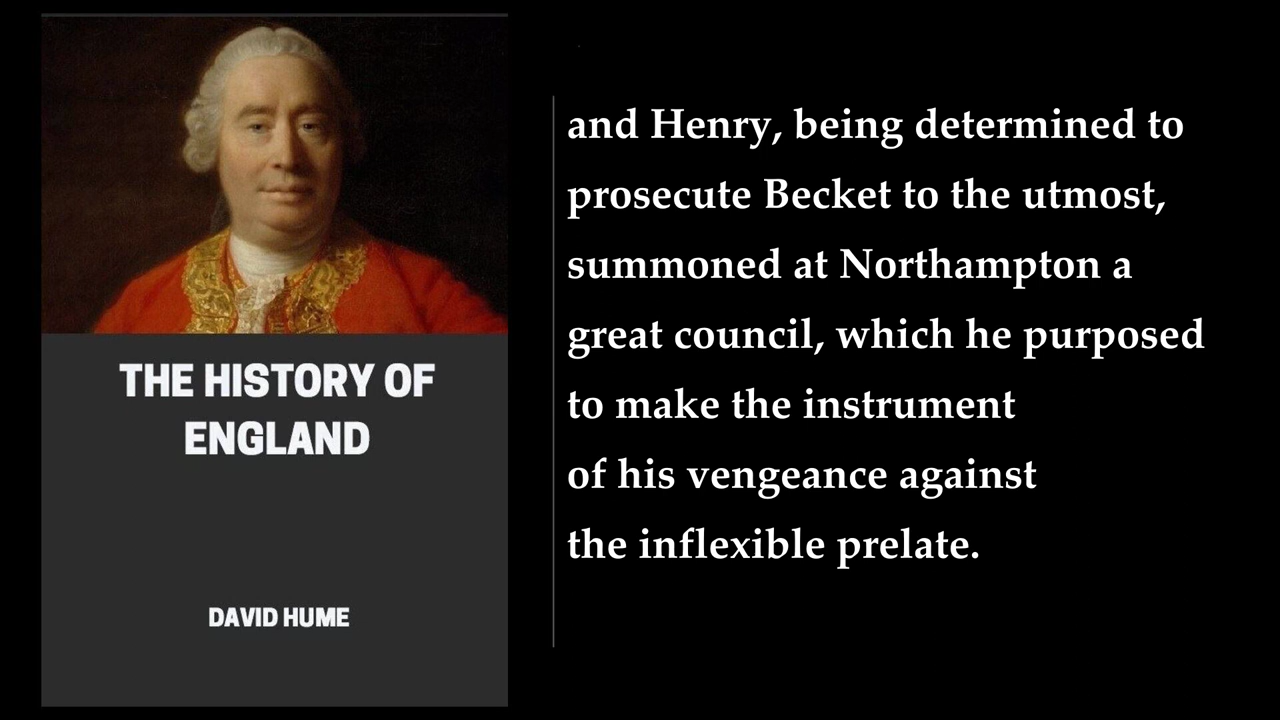 THE HISTORY OF
ENGLAND
DAVID HUME
and Henry, being determined to
prosecute Becket to the utmost,
summoned at Northampton a
great council, which he purposed
to make the instrument
of his vengeance against
the inflexible prelate.